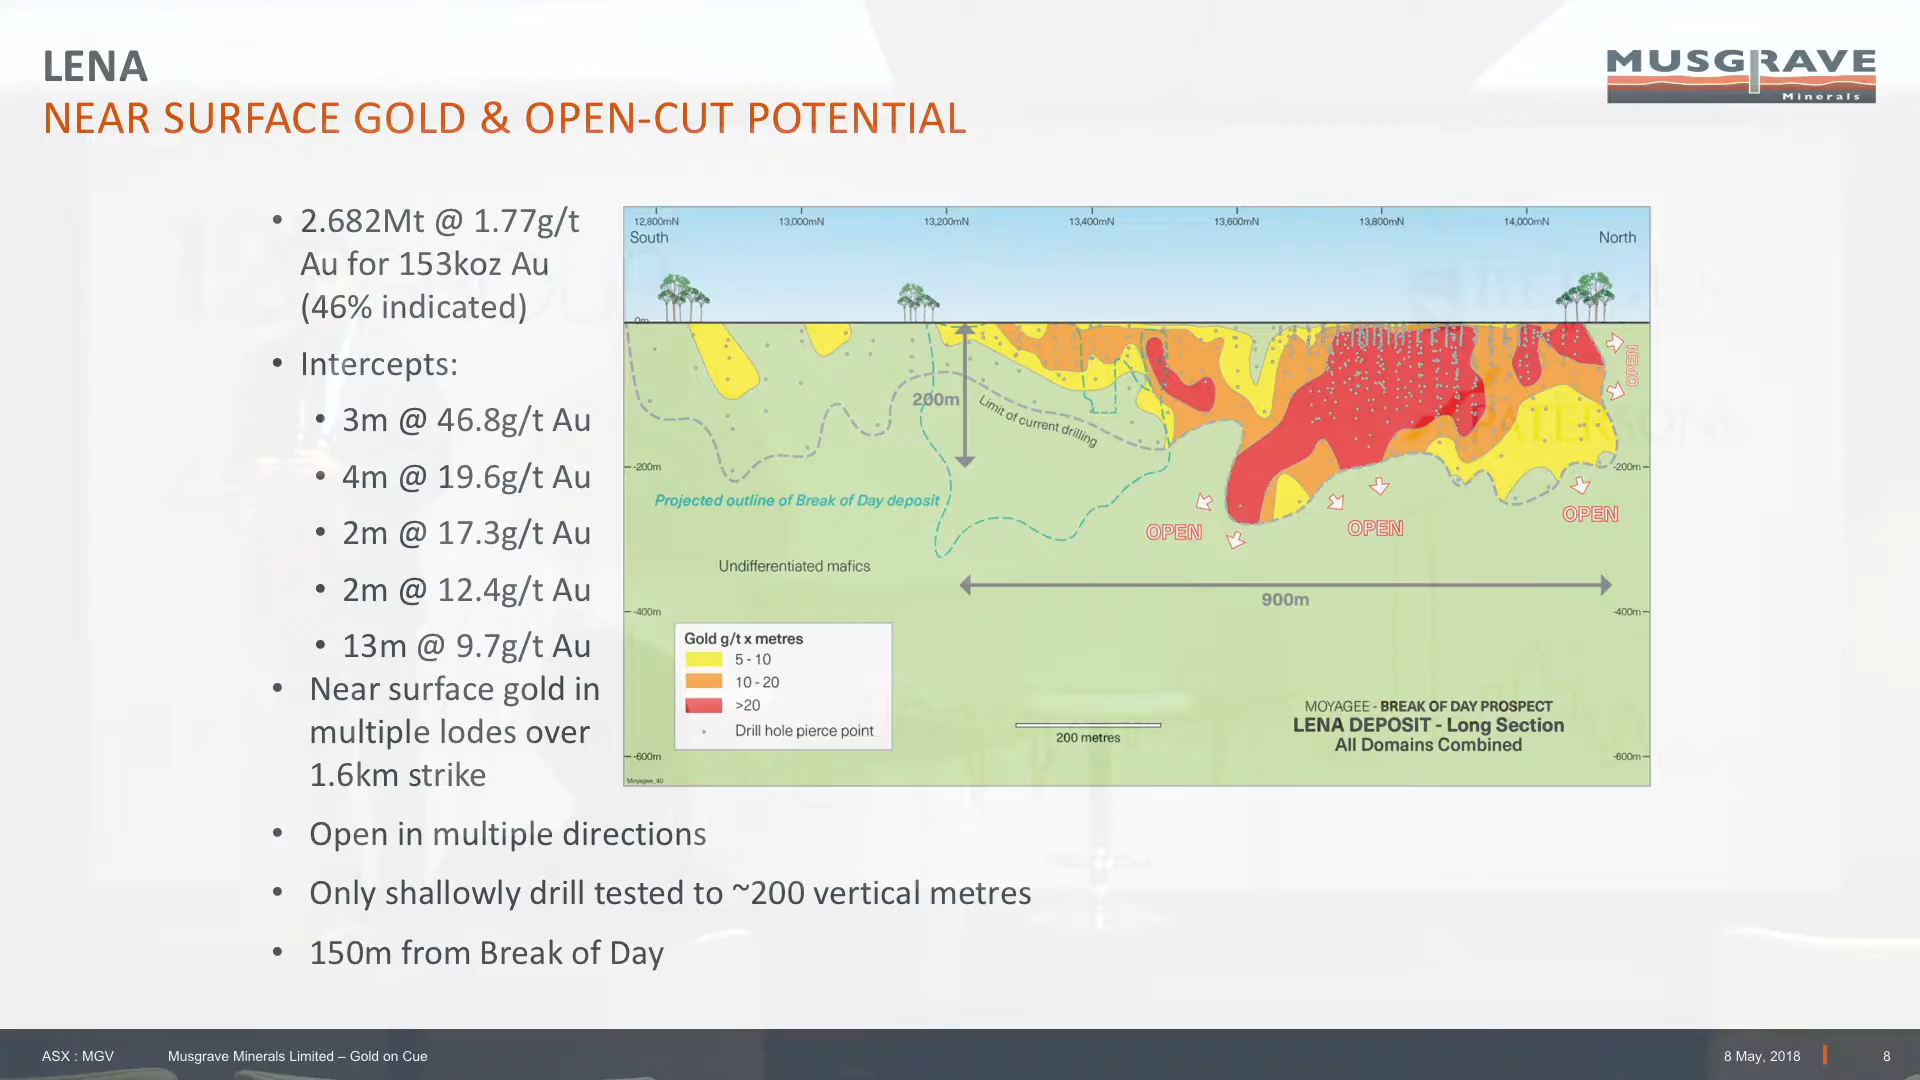 LENA
NEAR SURFACE GOLD & OPEN-CUT POTENTIAL
MUSGRAVE
Minerals
• 2.682Mt @ 1.77g/t
Au for 153koz Au
(46% indicated)
• Intercepts:
• 3m @ 46.8g/t Au
• 4m @ 19.6g/t Au
• 2m @ 17.3g/t Au
• 2m @ 12.4g/t Au
• 13m @ 9.7g/t Au
• Near surface gold in
multiple lodes over
1.6km strike
• Open in multiple directions
• Only shallowly drill tested to ~200 vertical metres
• 150m from Break of Day
12,800mN 13,000mN 13,200mN 13,400mN 13,600mN 13,800mN 14,000mN
South North
0m
OPEN
200m
Limit of current drilling
-200m -200m
Projected outline of Break of Day deposit
OPEN OPEN OPEN
Undifferentiated mafics
900m
-400m -400m
Gold g/t x metres
5 - 10
10 - 20
>20
Drill hole pierce point
200 metres
MOYAGEE - BREAK OF DAY PROSPECT
LENA DEPOSIT - Long Section
All Domains Combined
-600m -600m
Moyagee_40
ASX : MGV Musgrave Minerals Limited – Gold on Cue 8 May, 2018 8